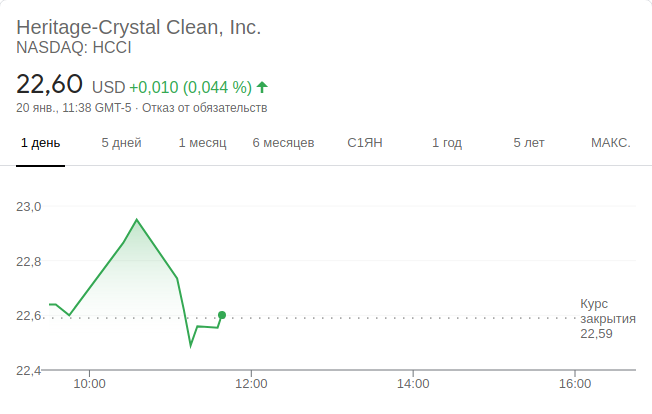 Heritage-Crystal Clean, Inc.
NASDAQ: HCCI
22,60 USD +0,010 (0,044 %)
20 янв., 11:38 GMT-5 · Отказ от обязательств
1 день 5 дней 1 месяц 6 месяцев С1ЯН 1 год 5 лет МАКС.
23,0
22,8
22,6
22,4
Курс
закрытия
22,59
10:00 12:00 14:00 16:00